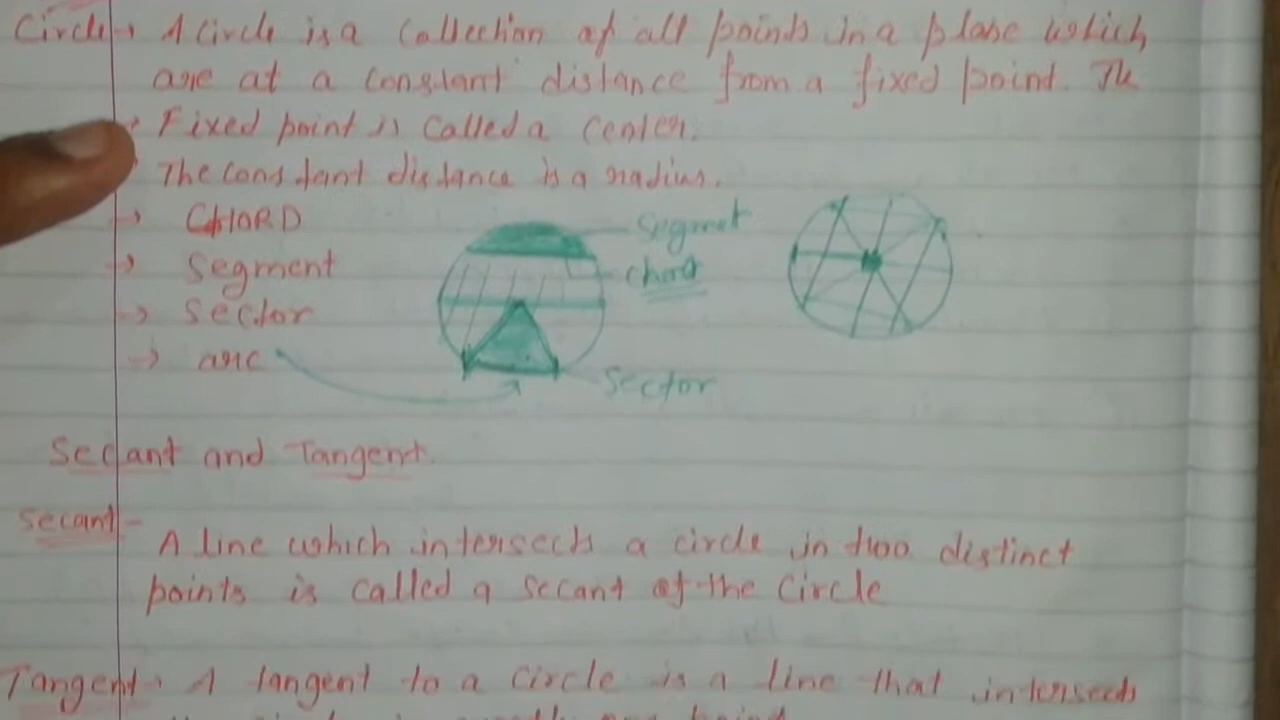 Circle → A Circle is a Collection of all points in a plane which
are at a constant distance from a fixed point. The
→ Fixed point is called a Center.
→ The constant distance is a radius.
→ CHORD
→ Segment
→ Sector
→ arc
Segmet
chord
Sector
Secant and Tangent.
Secant -
A line which intersects a circle in two distinct
points is called a secant of the circle
Tangent → A tangent to a circle is a line that intersects
point